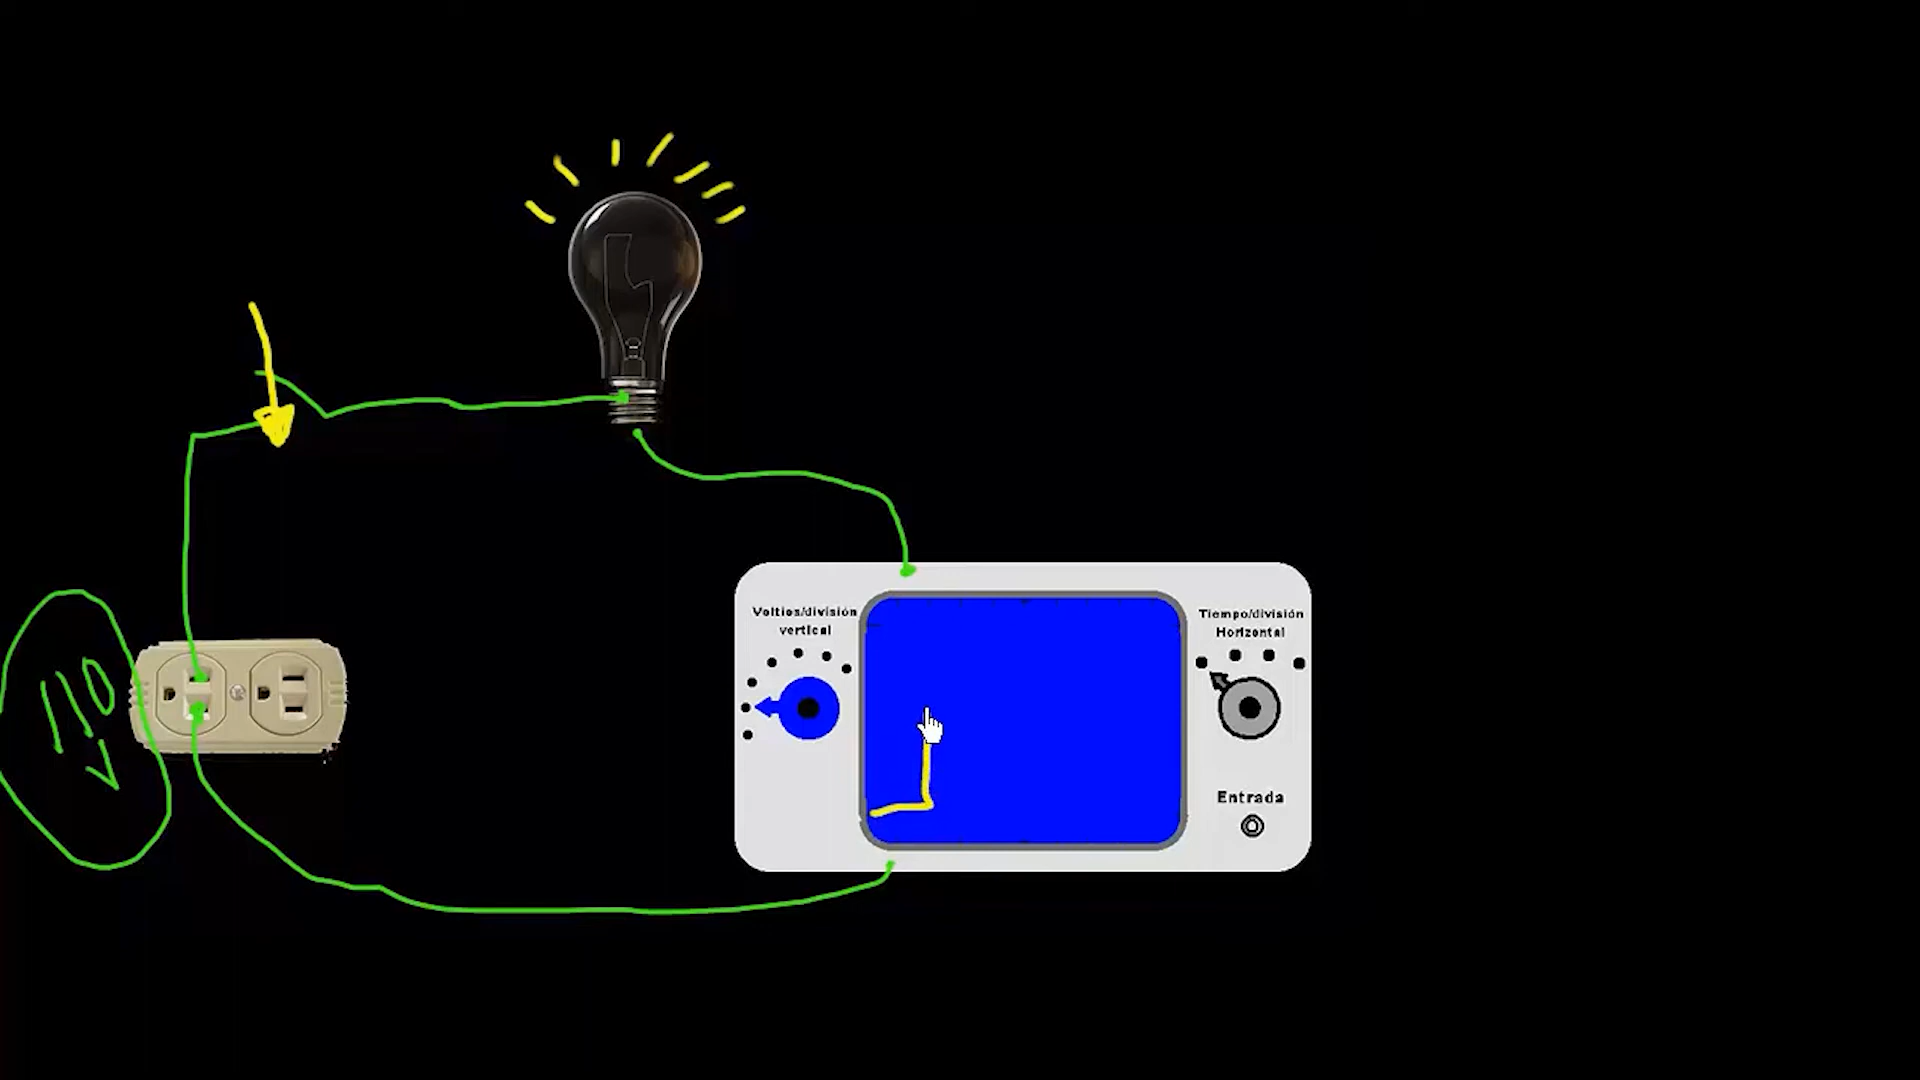 Voltios/división
vertical
Tiempo/división
Horizontal
110
V
Entrada